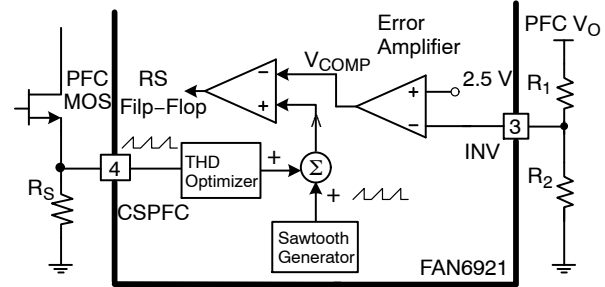 Error
Amplifier
PFC VO
PFC
MOS
RS
Filp-Flop
VCOMP
2.5 V
R1
−
+
+
−
3
INV
4
THD
Optimizer
+
Σ
R2
RS
CSPFC
+
Sawtooth
Generator
FAN6921